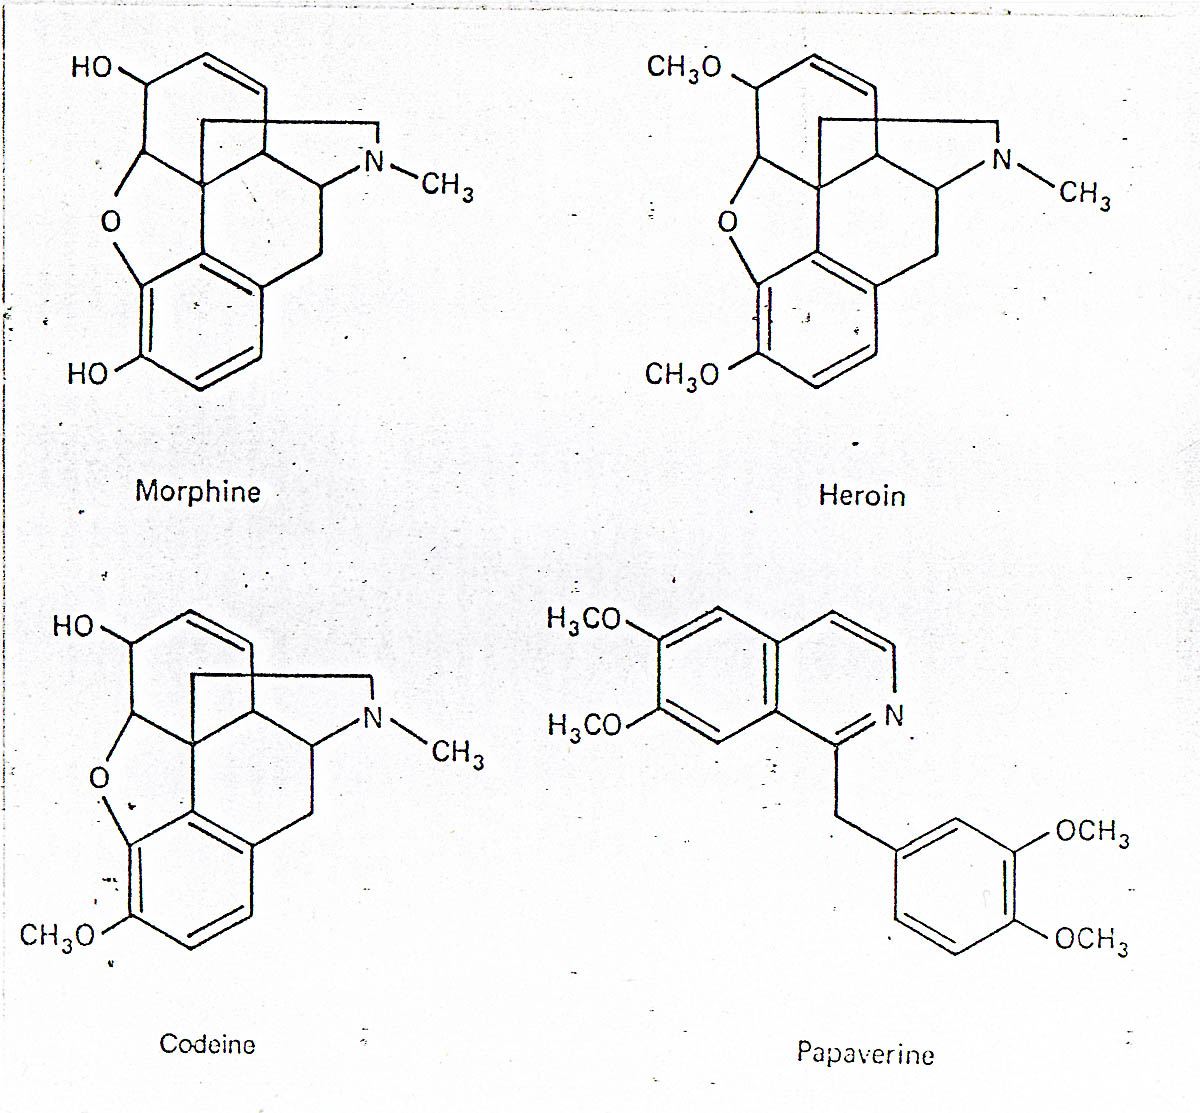 HO
N
CH₃
O
HO
Morphine
CH₃O
N
CH₃
O
CH₃O
Heroin
HO
N
CH₃
O
CH₃O
Codeine
H₃CO
H₃CO
N
OCH₃
OCH₃
Papaverine